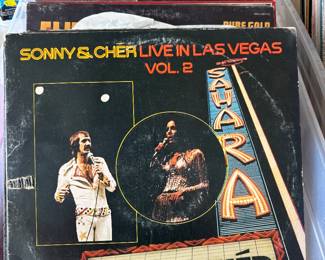 PURE GOLD
SONNY & CHER LIVE IN LAS VEGAS
VOL. 2
SAHARA